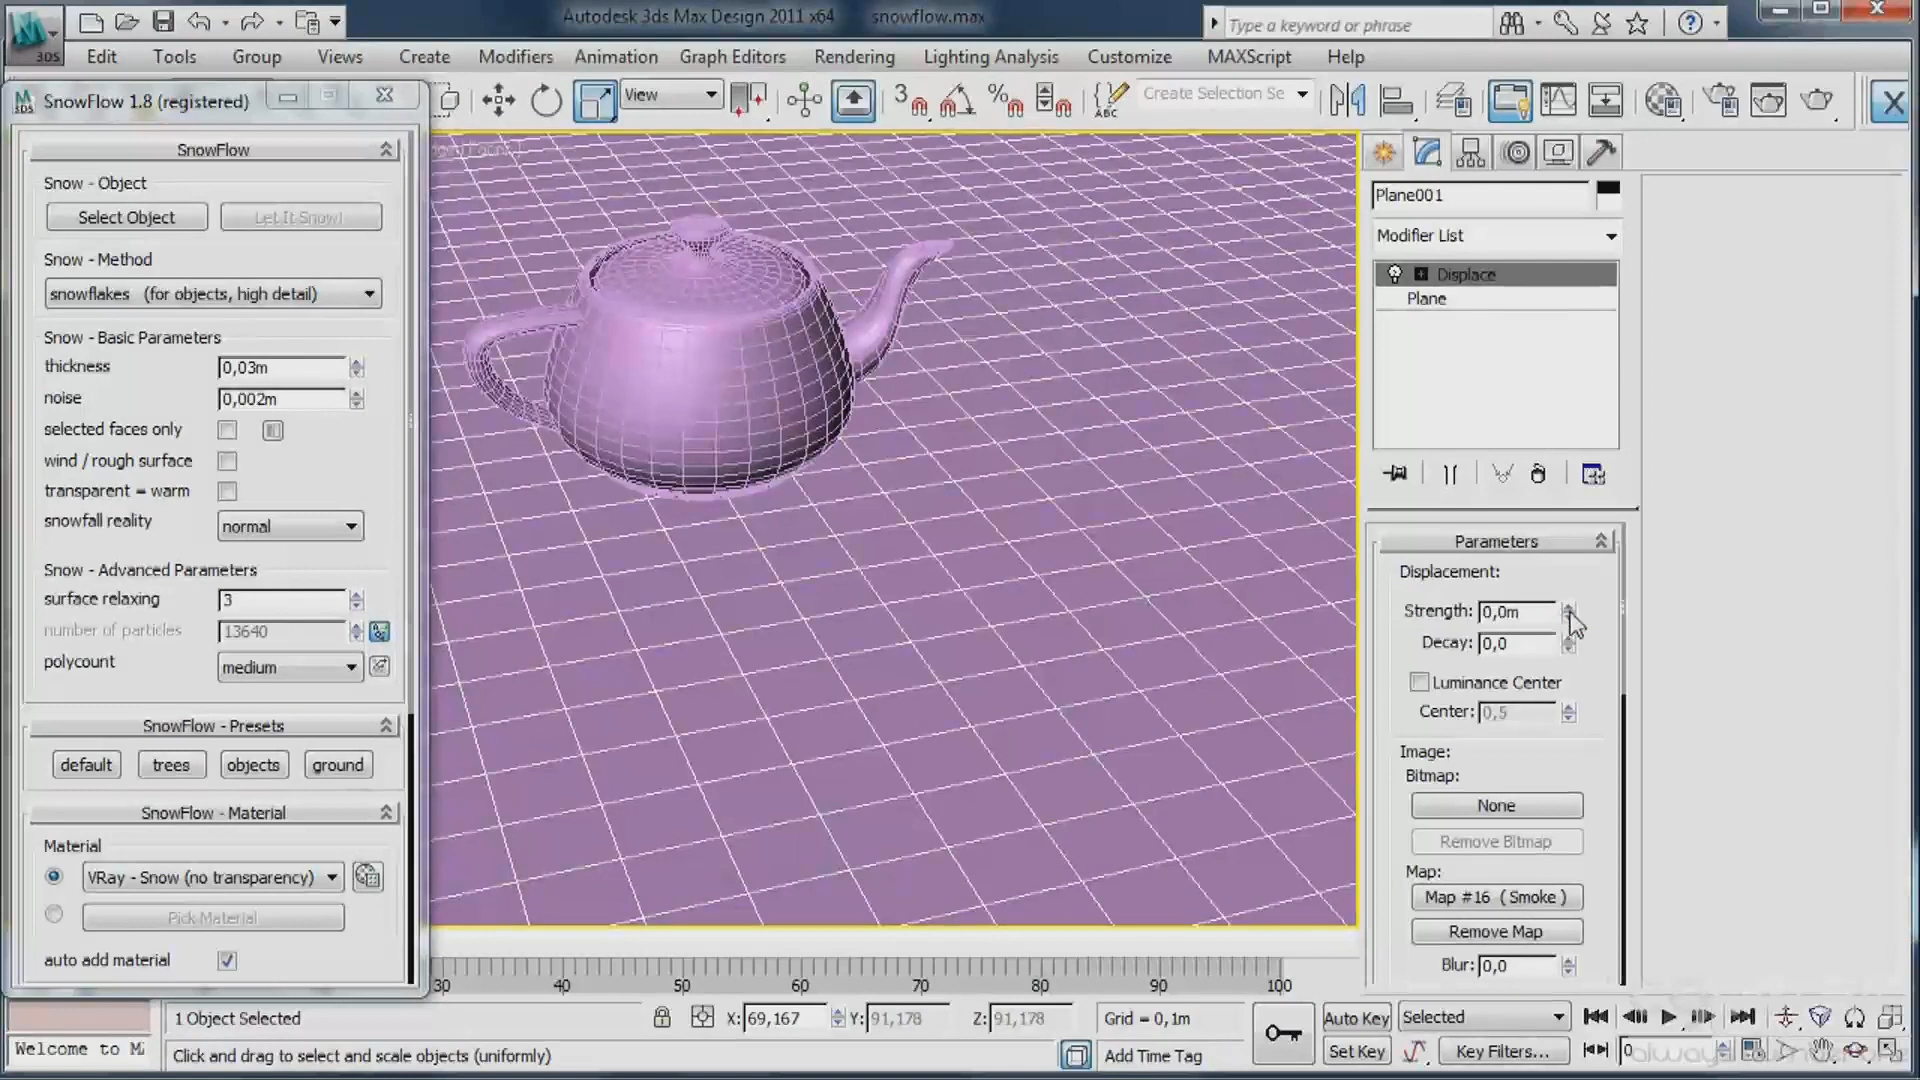 Autodesk 3ds Max Design 2011 x64 snowflow.max
Type a keyword or phrase
3DS
Edit Tools Group Views Create Modifiers Animation Graph Editors Rendering Lighting Analysis Customize MAXScript Help
SnowFlow 1.8 (registered)
View
3
%
ABC
Create Selection Se
SnowFlow
Snow - Object
Select Object Let It Snow!
Snow - Method
snowflakes (for objects, high detail)
Snow - Basic Parameters
thickness 0,03m
noise 0,002m
selected faces only
wind / rough surface
transparent = warm
snowfall reality normal
Snow - Advanced Parameters
surface relaxing 3
number of particles 13640
polycount medium
SnowFlow - Presets
default trees objects ground
SnowFlow - Material
Material
VRay - Snow (no transparency)
Pick Material
auto add material
Plane001
Modifier List
Displace
Plane
Parameters
Displacement:
Strength: 0,0m
Decay: 0,0
Luminance Center
Center: 0,5
Image:
Bitmap:
None
Remove Bitmap
Map:
Map #16 ( Smoke )
Remove Map
Blur: 0,0
30 40 50 60 70 80 90 100
1 Object Selected X: 69,167 Y: 91,178 Z: 91,178 Grid = 0,1m Auto Key Selected
Welcome to M Click and drag to select and scale objects (uniformly) Add Time Tag Set Key Key Filters... 0